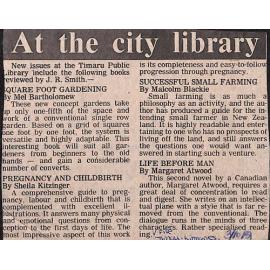 At the city library
New issues at the Timaru Public
Library include the following books
reviewed by J. R. Smith.—
SQUARE FOOT GARDENING
By Mel Bartholomew
These new concept gardens take
up only one-fifth of the space and
work of a conventional single row
garden. Based on a grid of squares
one foot by one foot, the system is
versatile and highly adaptable. This
interesting book will suit all gar-
deners from beginners to the old
hands — and gain a considerable
number of converts.
PREGNANCY AND CHILDBIRTH
By Sheila Kitzinger
A comprehensive guide to preg-
nancy, labour and childbirth that is
complemented with excellent il-
lustrations. It answers many physical
and emotional questions from con-
ception to the first days of life. The
most impressive aspect of this work
is its completeness and easy-to-follow
progression through pregnancy.
SUCCESSFUL SMALL FARMING
By Malcolm Blackie
Small farming is as much a
philosophy as an activity, and the au-
thor has produced a guide for the in-
tending small farmer in New Zea-
land. It is highly readable and enter-
taining to one who has no prospects of
living off the land, and still answers
the questions one would want an-
swered in starting such a venture.
LIFE BEFORE MAN
By Margaret Atwood
This second novel by a Canadian
author, Margaret Atwood, requires a
great deal of concentration to read
and digest. She writes on an intellec-
tual plane with a style that is far re-
moved from the conventional. The
dialogue runs in the minds of three
characters. Rather specialised read-
ing.